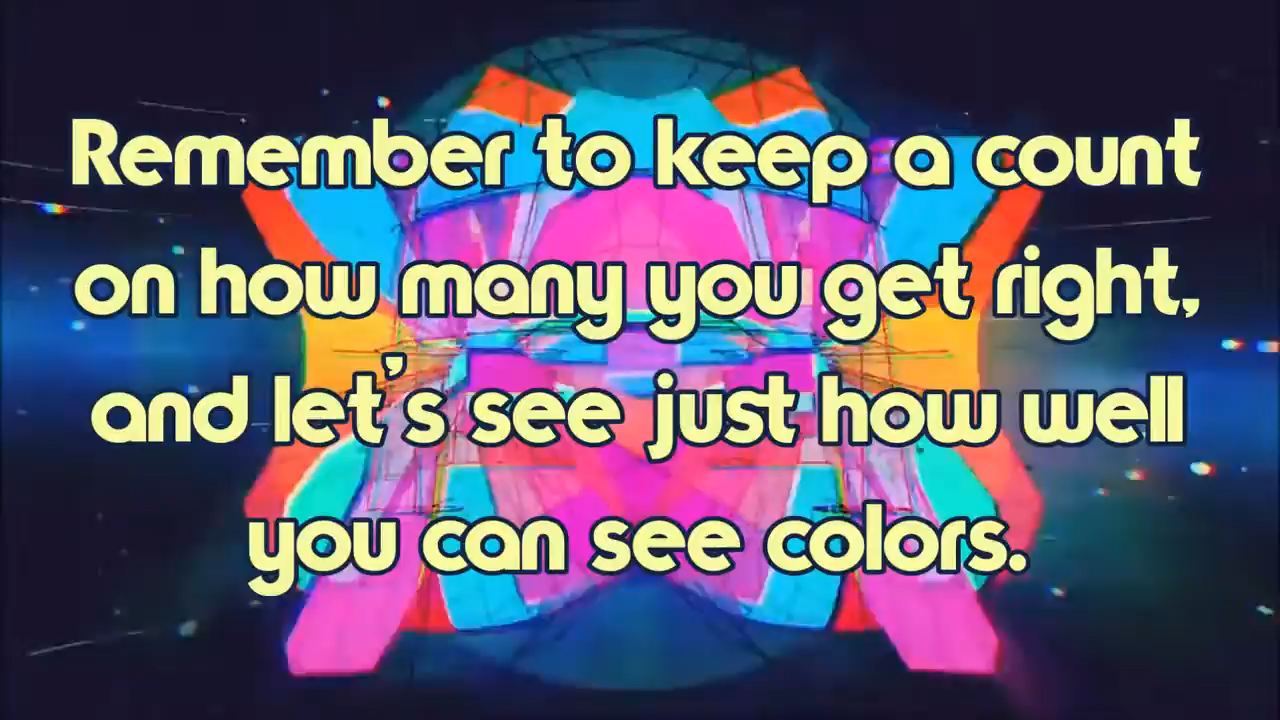 Remember to keep a count
on how many you get right,
and let's see just how well
you can see colors.